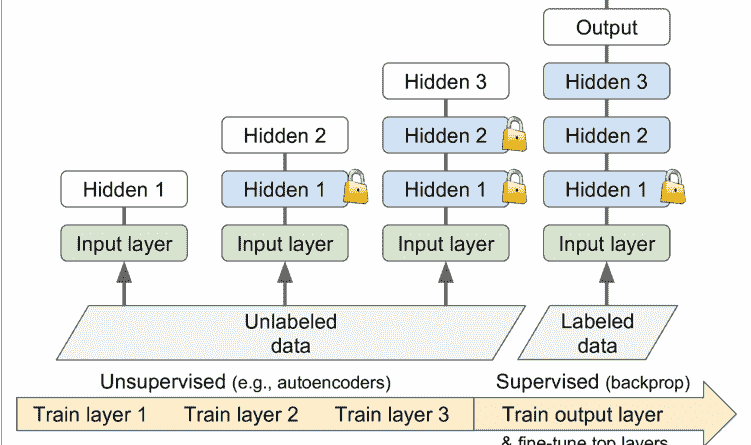 Output
Hidden 3
Hidden 3
Hidden 2
Hidden 2
Hidden 2
Hidden 1
Hidden 1
Hidden 1
Hidden 1
Input layer
Input layer
Input layer
Input layer
Unlabeled
data
Labeled
data
Unsupervised (e.g., autoencoders)
Supervised (backprop)
Train layer 1
Train layer 2
Train layer 3
Train output layer
& fine-tune top layers